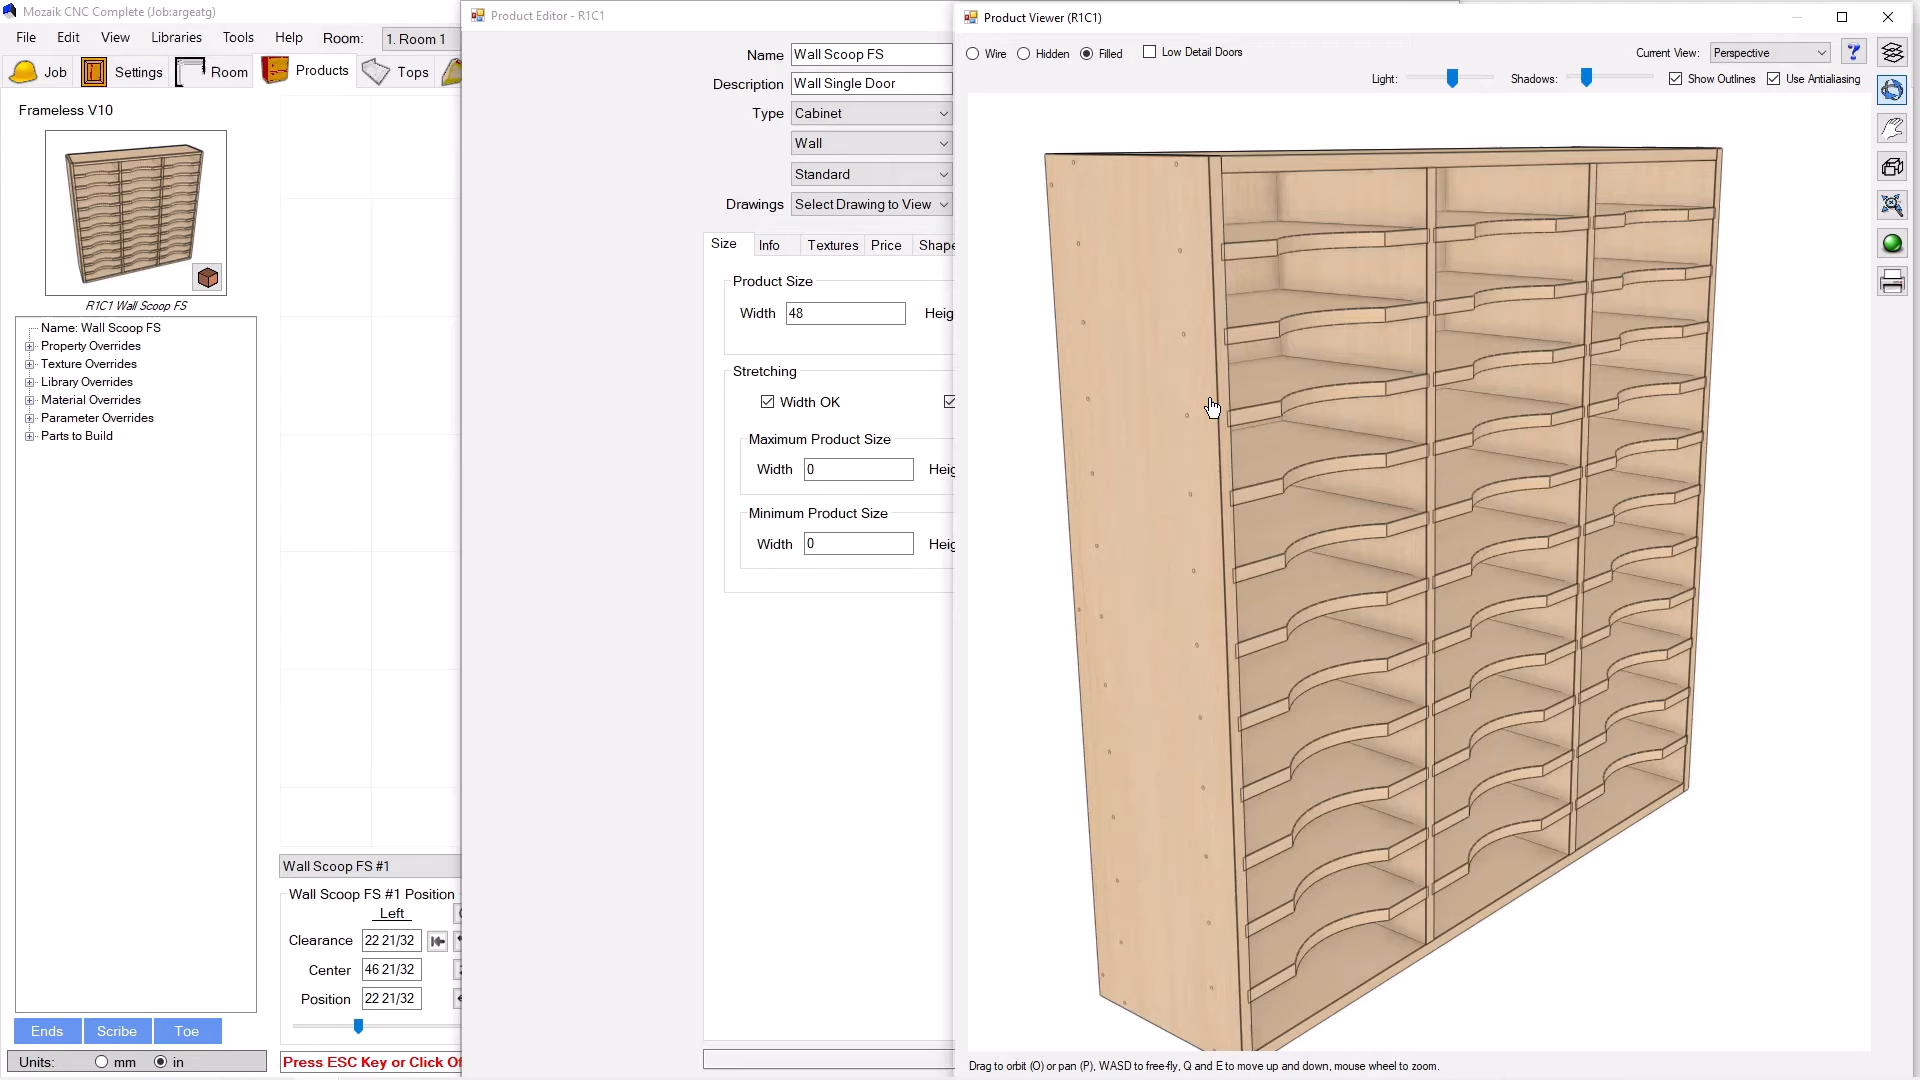 Mozaik CNC Complete (Job:argeatg)
File Edit View Libraries Tools Help Room: 1. Room 1
Job Settings Room Products Tops
Frameless V10
R1C1 Wall Scoop FS
Name: Wall Scoop FS
Property Overrides
Texture Overrides
Library Overrides
Material Overrides
Parameter Overrides
Parts to Build
Ends Scribe Toe
Units: mm in
Wall Scoop FS #1
Wall Scoop FS #1 Position
Left
Clearance 22 21/32
Center 46 21/32
Position 22 21/32
Press ESC Key or Click Of
Product Editor - R1C1
Name Wall Scoop FS
Description Wall Single Door
Type Cabinet
Wall
Standard
Drawings Select Drawing to View
Size Info Textures Price Shape
Product Size
Width 48 Heig
Stretching
Width OK
Maximum Product Size
Width 0 Heig
Minimum Product Size
Width 0 Heig
Product Viewer (R1C1)
Wire Hidden Filled Low Detail Doors
Current View: Perspective ?
Light: Shadows: Show Outlines Use Antialiasing
Drag to orbit (O) or pan (P), WASD to free-fly, Q and E to move up and down, mouse wheel to zoom.